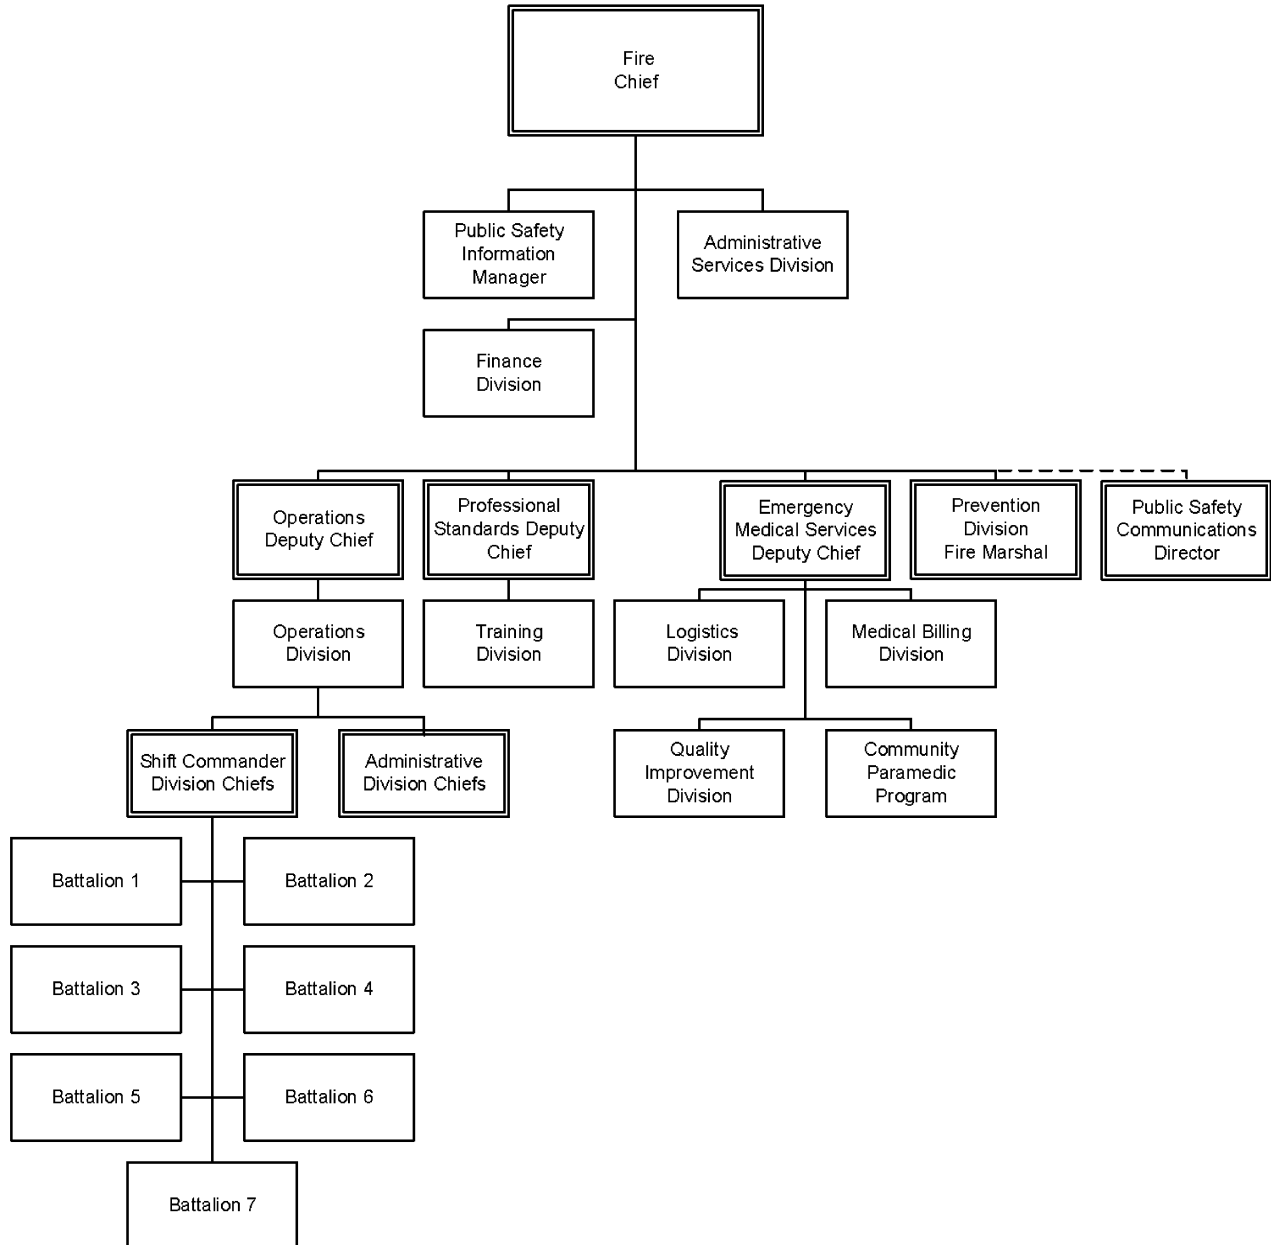 Fire
Chief
Public Safety
Information
Manager
Administrative
Services Division
Finance
Division
Operations
Deputy Chief
Professional
Standards Deputy
Chief
Emergency
Medical Services
Deputy Chief
Prevention
Division
Fire Marshal
Public Safety
Communications
Director
Operations
Division
Training
Division
Logistics
Division
Medical Billing
Division
Shift Commander
Division Chiefs
Administrative
Division Chiefs
Quality
Improvement
Division
Community
Paramedic
Program
Battalion 1
Battalion 2
Battalion 3
Battalion 4
Battalion 5
Battalion 6
Battalion 7